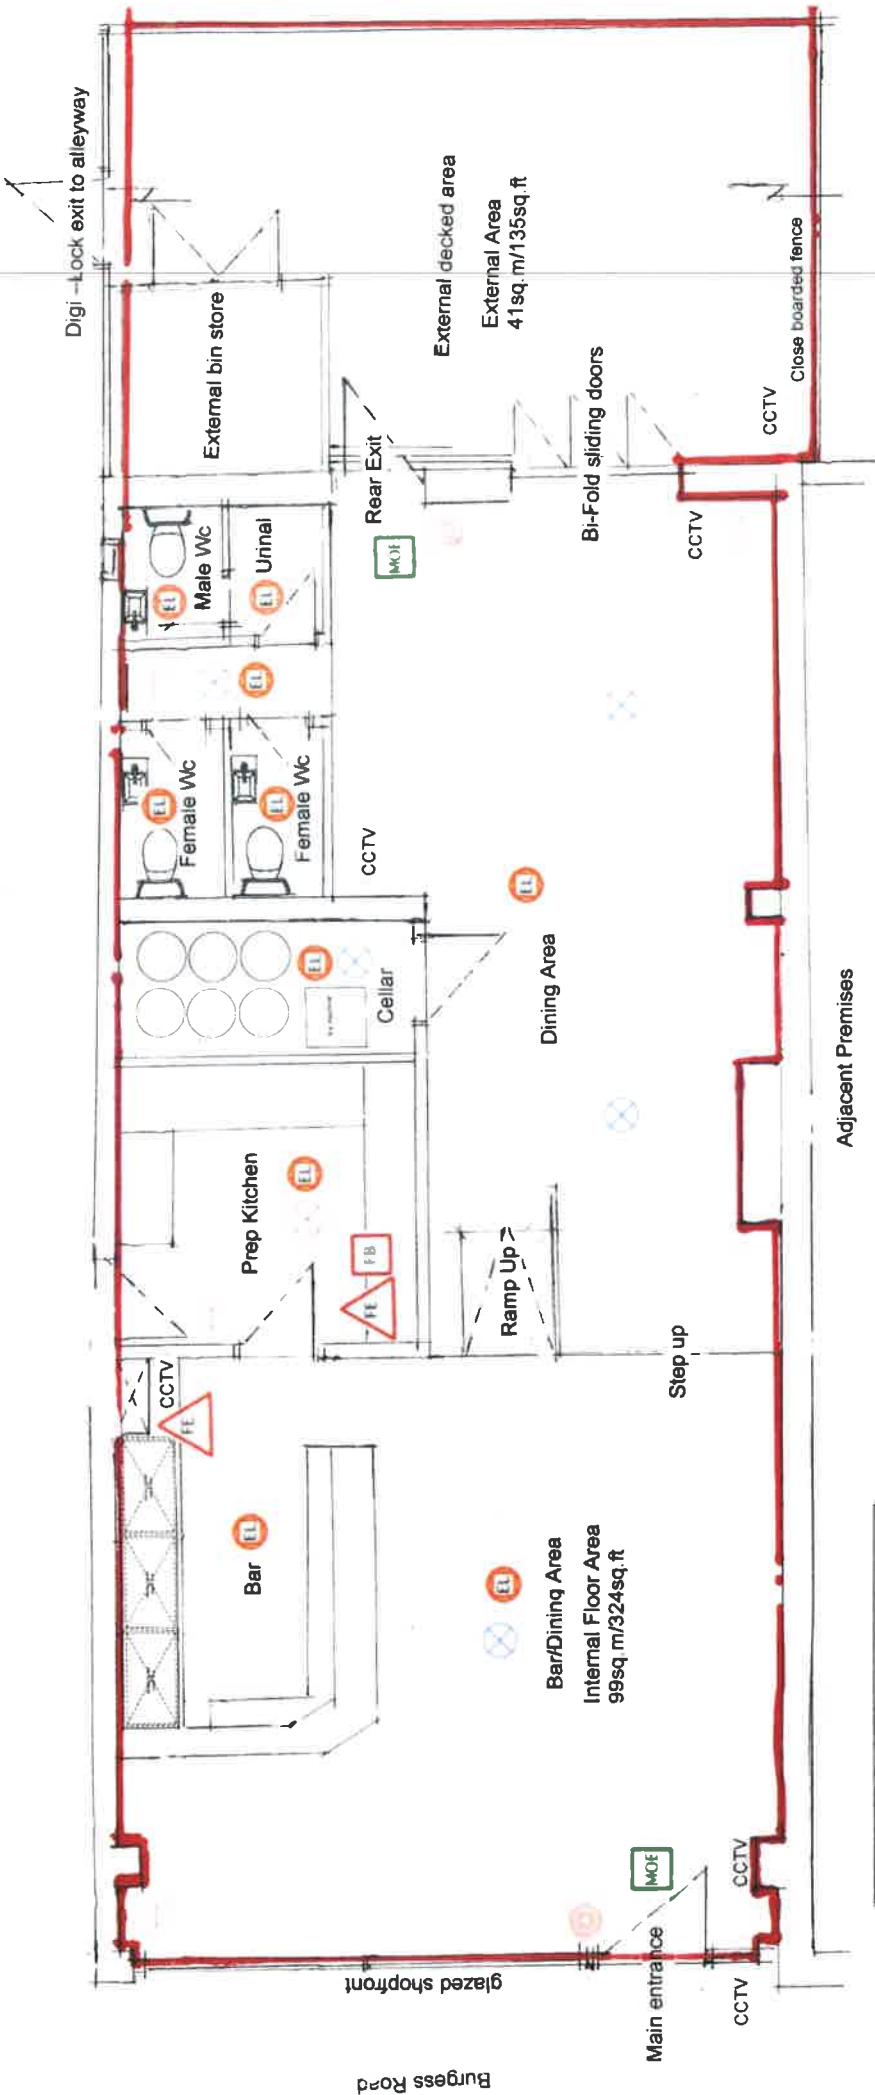 Digi –Lock exit to alleyway
External bin store
External decked area
External Area
41sq.m/135sq.ft
Close boarded fence
CCTV
Rear Exit
Bi-Fold sliding doors
CCTV
MOE
Male Wc
EL
Urinal
EL
EL
Female Wc
EL
Female Wc
EL
CCTV
EL
Cellar
EL
Dining Area
Prep Kitchen
EL
FB
FE
Ramp Up
Step up
Adjacent Premises
CCTV
FE
Bar
EL
EL
Bar/Dining Area
Internal Floor Area
99sq.m/324sq.ft
MOE
CCTV
glazed shopfront
Main entrance
CCTV
Burgess Road